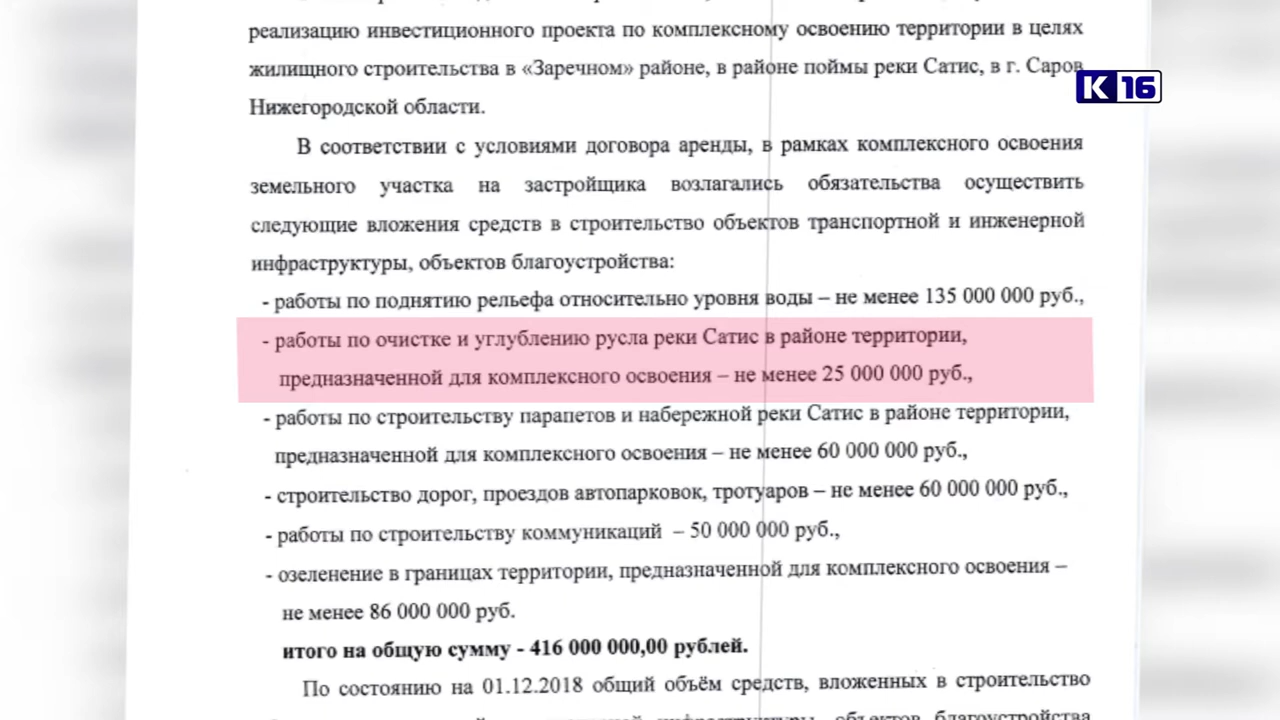 реализацию инвестиционного проекта по комплексному освоению территории в целях
жилищного строительства в «Заречном» районе, в районе поймы реки Сатис, в г. Саров
К 16
Нижегородской области.
В соответствии с условиями договора аренды, в рамках комплексного освоения
земельного участка на застройщика возлагались обязательства осуществить
следующие вложения средств в строительство объектов транспортной и инженерной
инфраструктуры, объектов благоустройства:
- работы по поднятию рельефа относительно уровня воды – не менее 135 000 000 руб.,
- работы по очистке и углублению русла реки Сатис в районе территории,
предназначенной для комплексного освоения – не менее 25 000 000 руб.,
- работы по строительству парапетов и набережной реки Сатис в районе территории,
предназначенной для комплексного освоения – не менее 60 000 000 руб.,
- строительство дорог, проездов автопарковок, тротуаров – не менее 60 000 000 руб.,
- работы по строительству коммуникаций – 50 000 000 руб.,
- озеленение в границах территории, предназначенной для комплексного освоения –
не менее 86 000 000 руб.
итого на общую сумму - 416 000 000,00 рублей.
По состоянию на 01.12.2018 общий объём средств, вложенных в строительство
инфраструктуры, объектов благоустройства